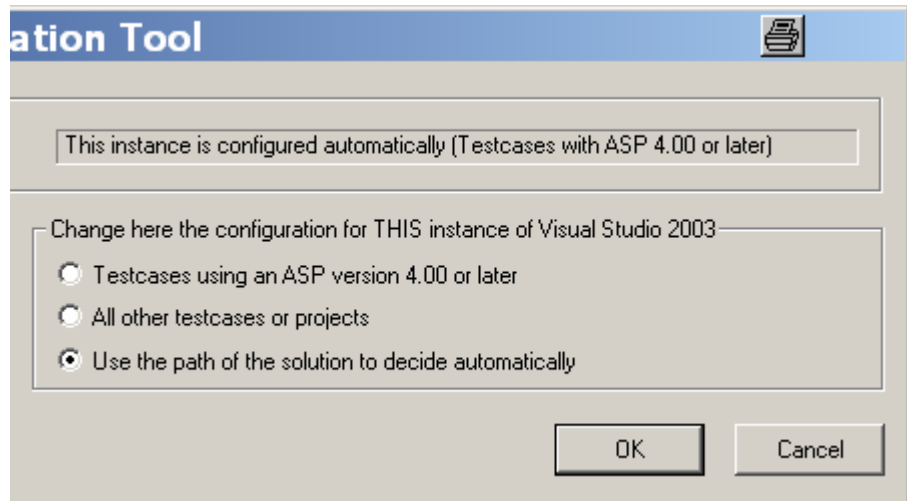 ation Tool
This instance is configured automatically (Testcases with ASP 4.00 or later)
Change here the configuration for THIS instance of Visual Studio 2003
Testcases using an ASP version 4.00 or later
All other testcases or projects
Use the path of the solution to decide automatically
OK
Cancel